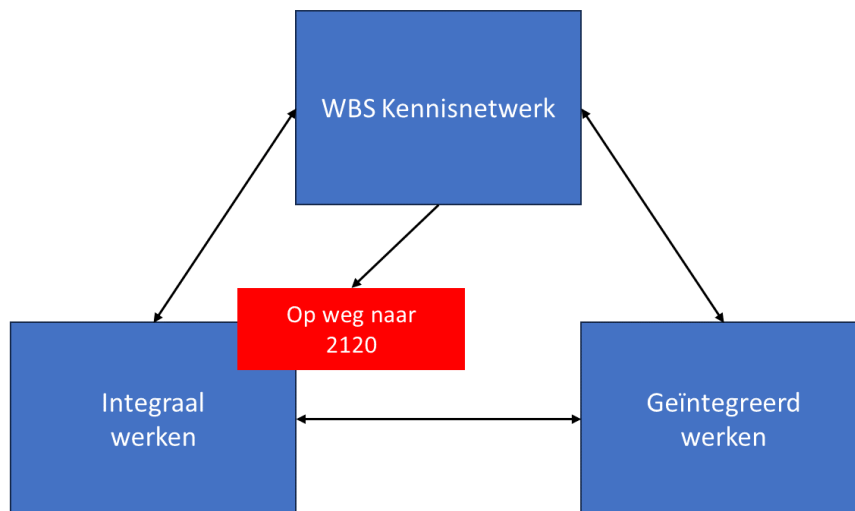 WBS Kennisnetwerk
Op weg naar
2120
Integraal
werken
Geïntegreerd
werken